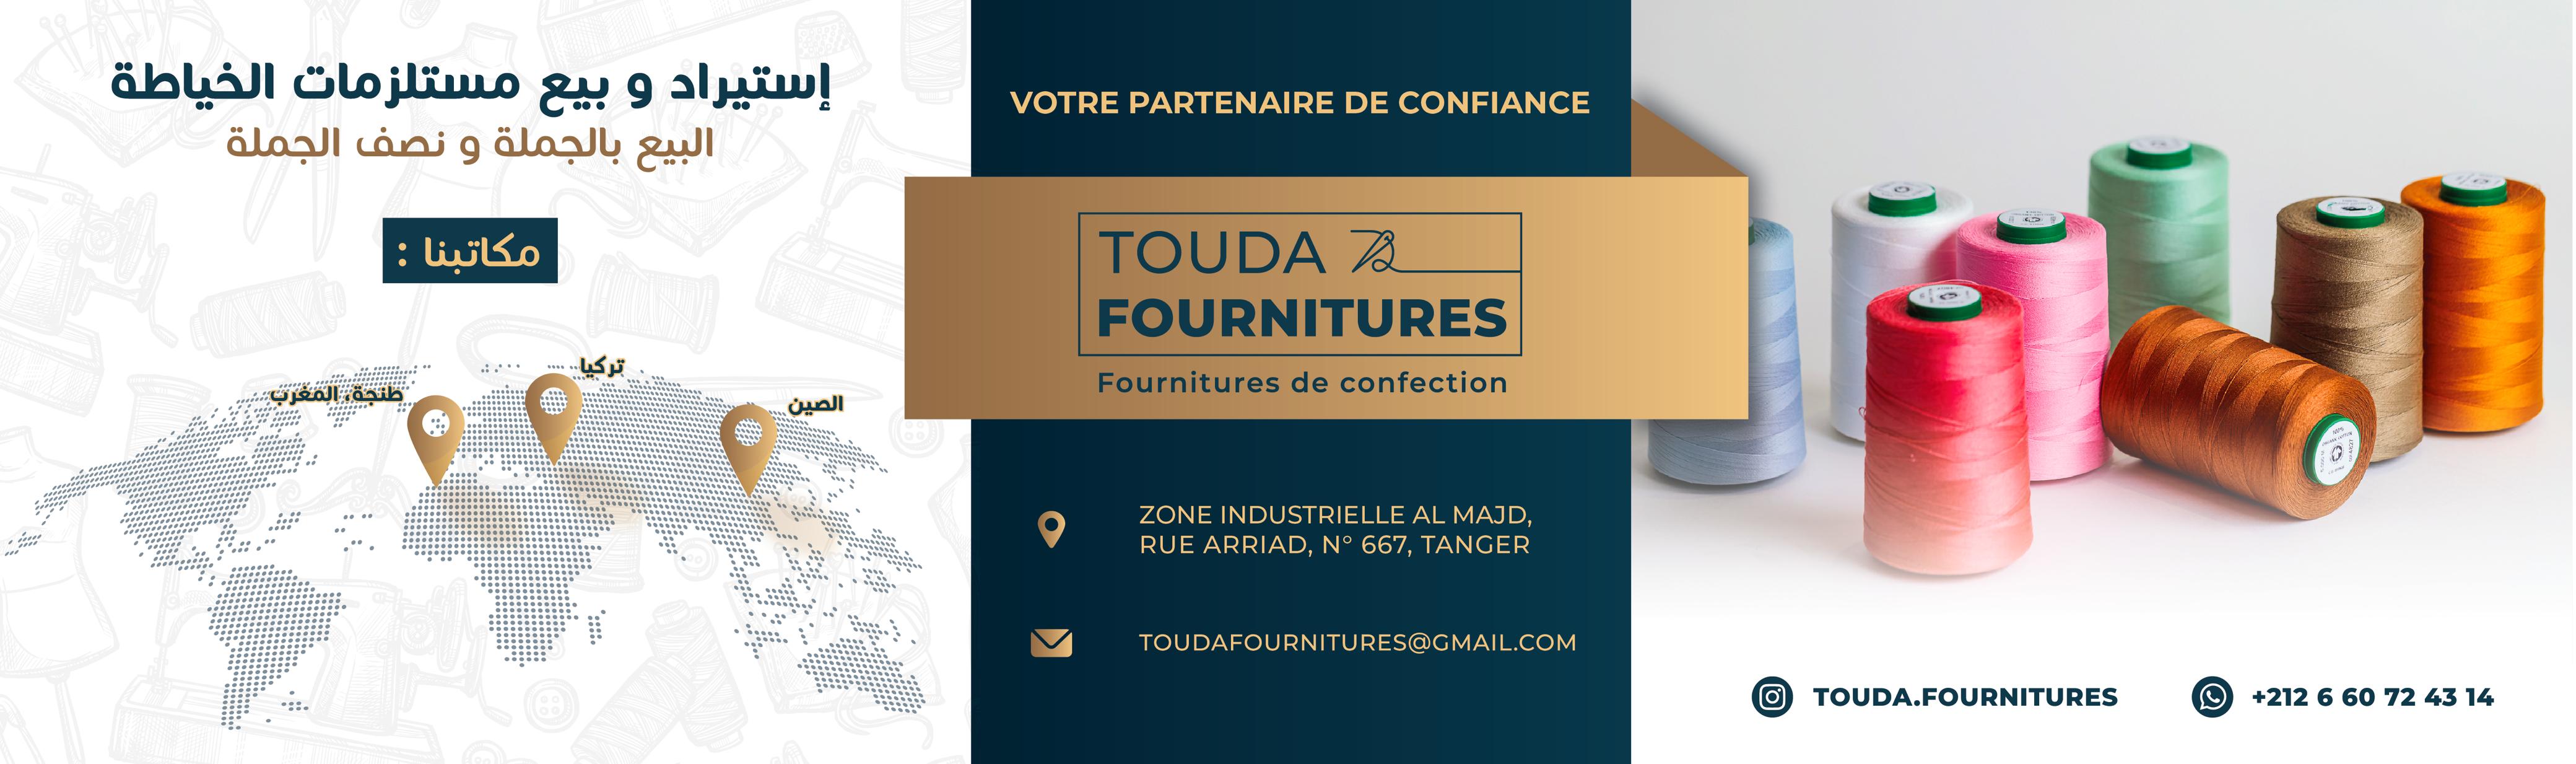 إستيراد و بيع مستلزمات الخياطة
البيع بالجملة و نصف الجملة
مكاتبنا :
طنجة، المغرب
تركيا
الصين
VOTRE PARTENAIRE DE CONFIANCE
TOUDA
FOURNITURES
Fournitures de confection
ZONE INDUSTRIELLE AL MAJD,
RUE ARRIAD, N° 667, TANGER
TOUDAFOURNITURES@GMAIL.COM
TOUDA.FOURNITURES
+212 6 60 72 43 14